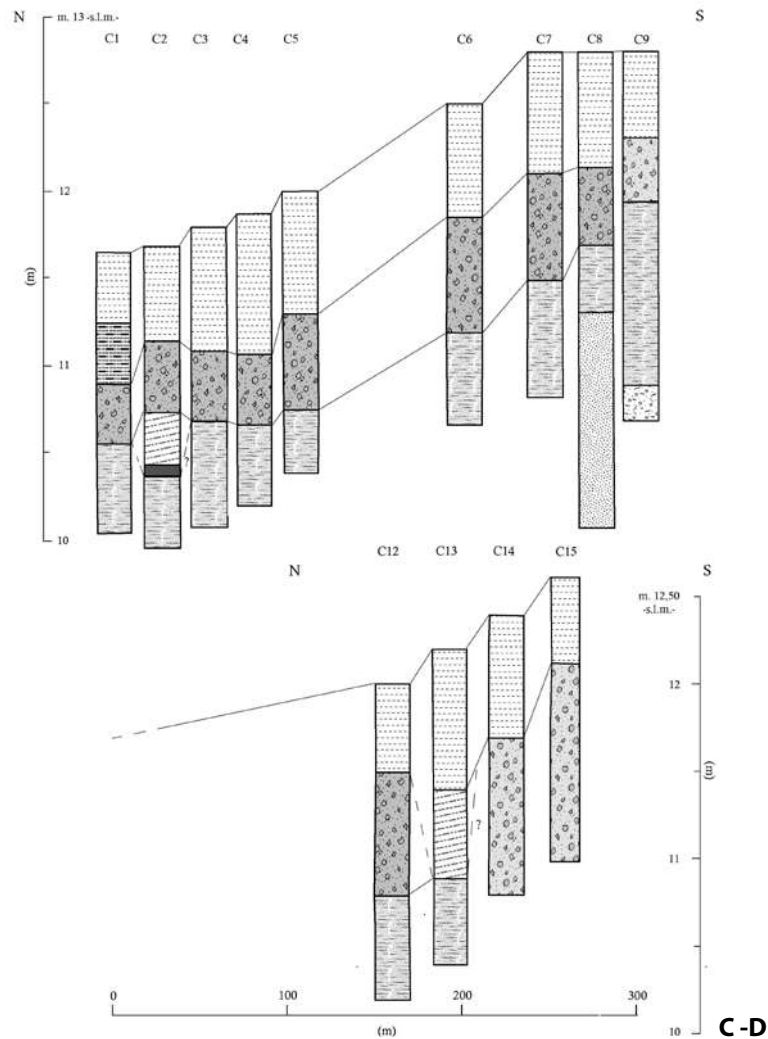 N
m. 13 -s.l.m.-
C1 C2 C3 C4 C5 C6 C7 C8 C9
S
12
(m)
11
?
10
N
C12 C13 C14 C15
S
m. 12,50
-s.l.m.-
12
(m)
?
11
0 100 200 300
(m)
10
C-D